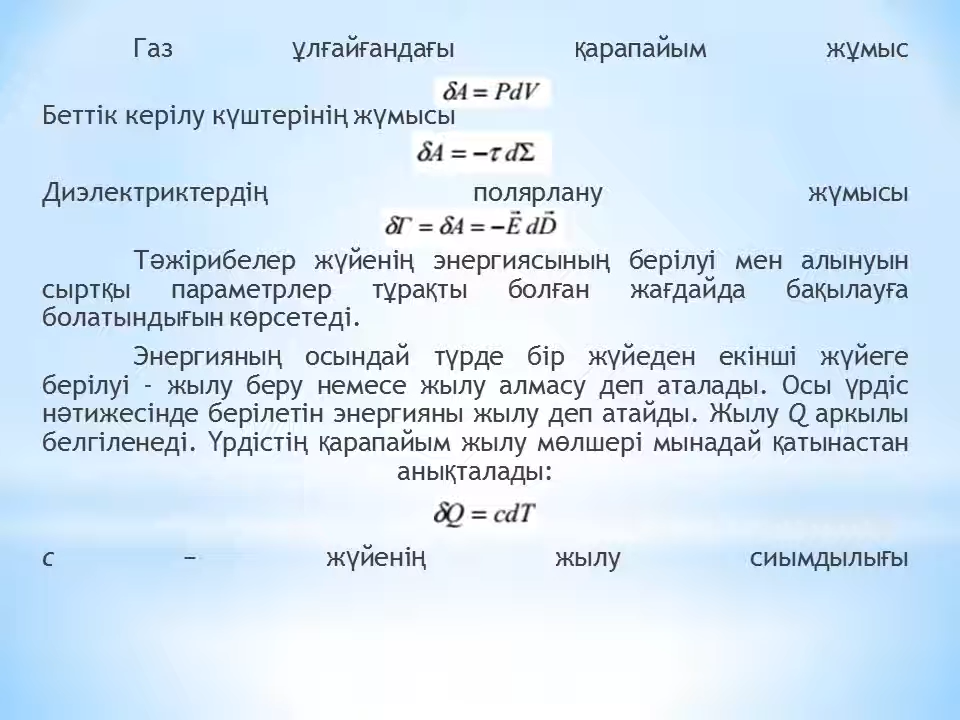 Газ ұлғайғандағы қарапайым жұмыс
δA = PdV
Беттік керілу күштерінің жүмысы
δA = −τ dΣ
Диэлектриктердің полярлану жүмысы
δГ = δA = −E⃗ dD⃗
Тәжірибелер жүйенің энергиясының берілуі мен алынуын
сыртқы параметрлер тұрақты болған жағдайда бақылауға
болатындығын көрсетеді.
Энергияның осындай түрде бір жүйеден екінші жүйеге
берілуі - жылу беру немесе жылу алмасу деп аталады. Осы үрдіс
нәтижесінде берілетін энергияны жылу деп атайды. Жылу Q арқылы
белгіленеді. Үрдістің қарапайым жылу мөлшері мынадай қатынастан
анықталады:
δQ = cdT
c – жүйенің жылу сиымдылығы